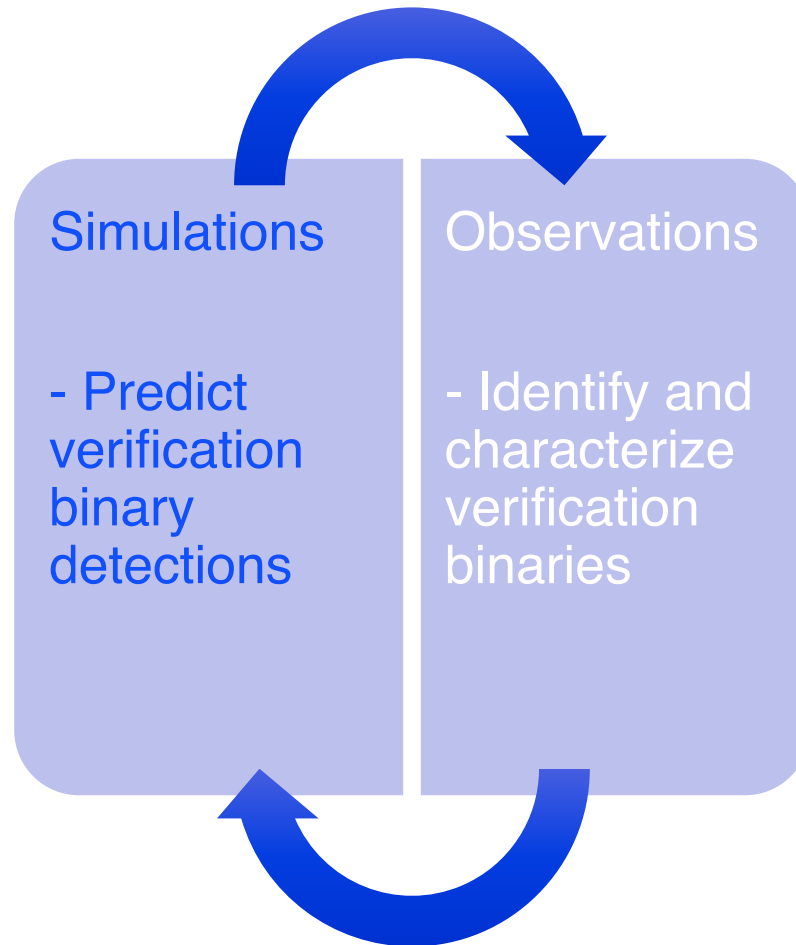 Simulations
- Predict
verification
binary
detections
Observations
- Identify and
characterize
verification
binaries